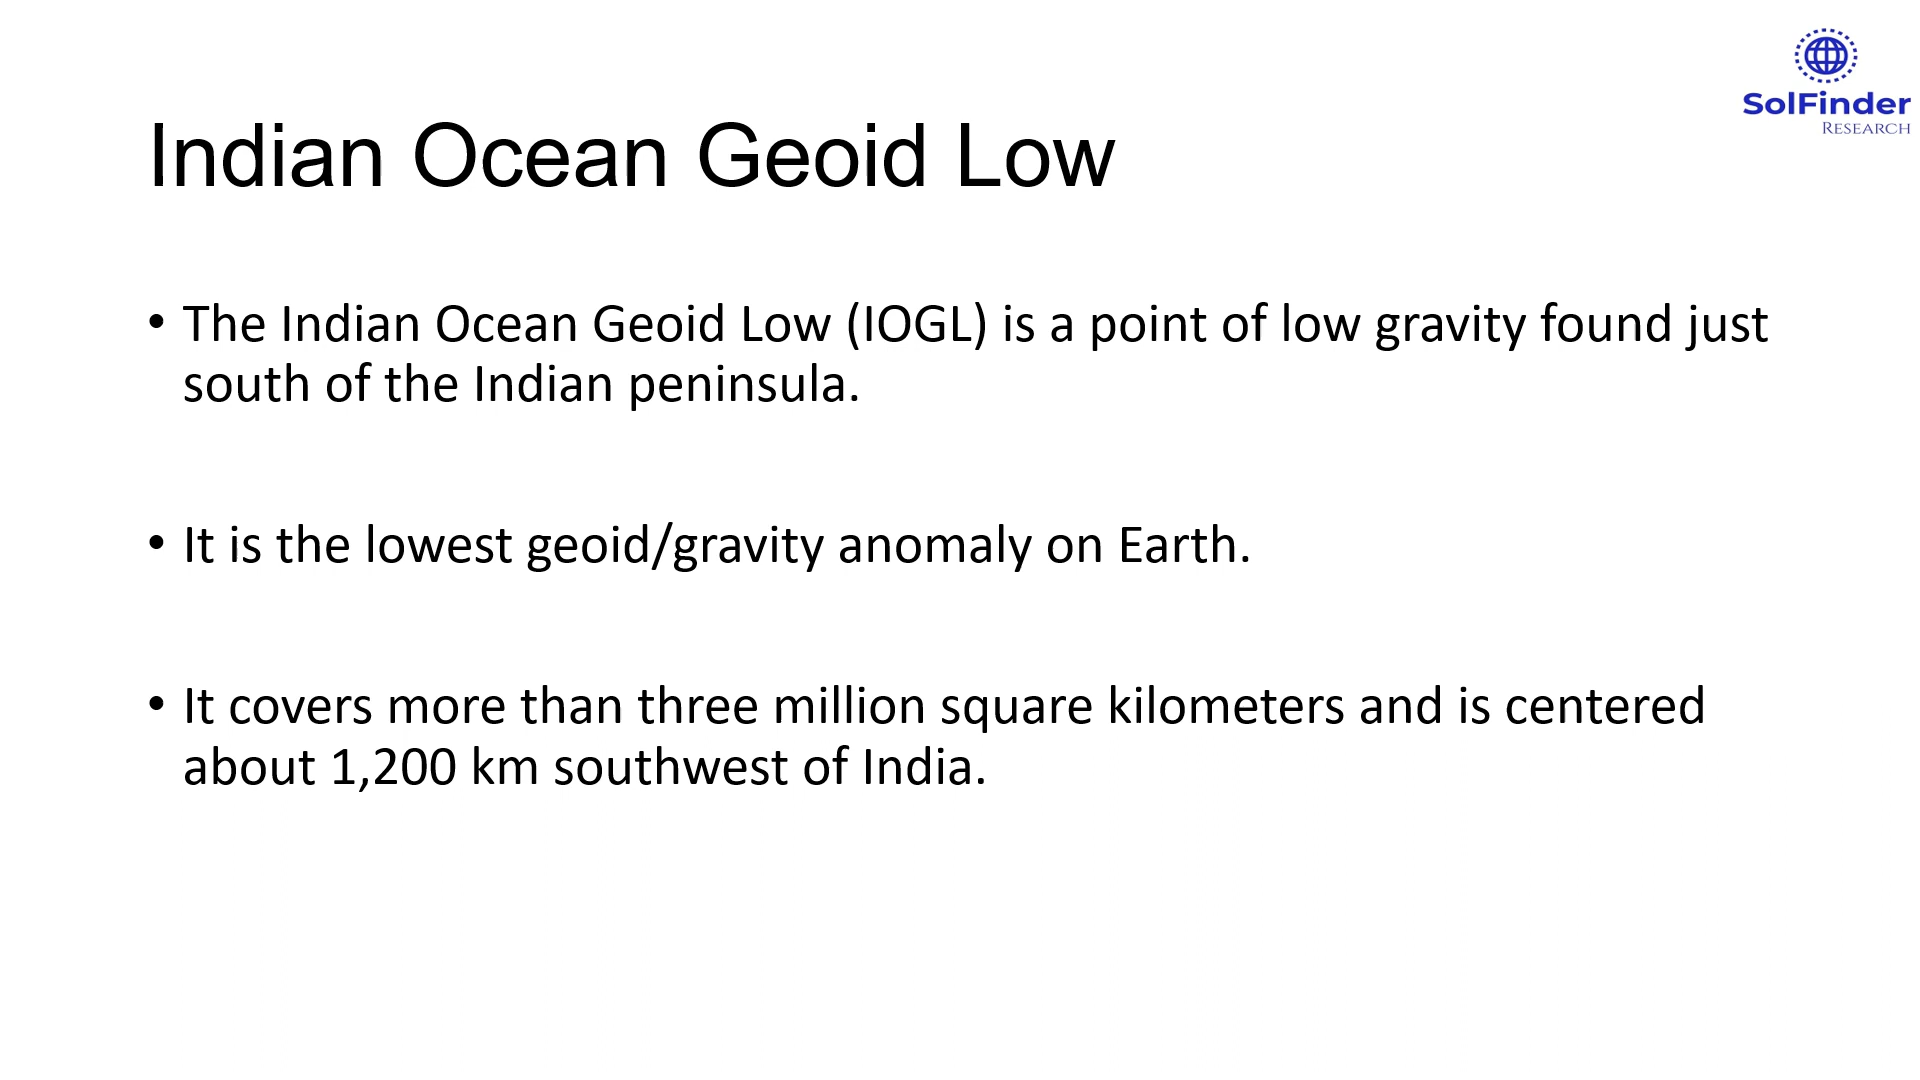 SolFinder
RESEARCH
Indian Ocean Geoid Low
• The Indian Ocean Geoid Low (IOGL) is a point of low gravity found just
south of the Indian peninsula.
• It is the lowest geoid/gravity anomaly on Earth.
• It covers more than three million square kilometers and is centered
about 1,200 km southwest of India.